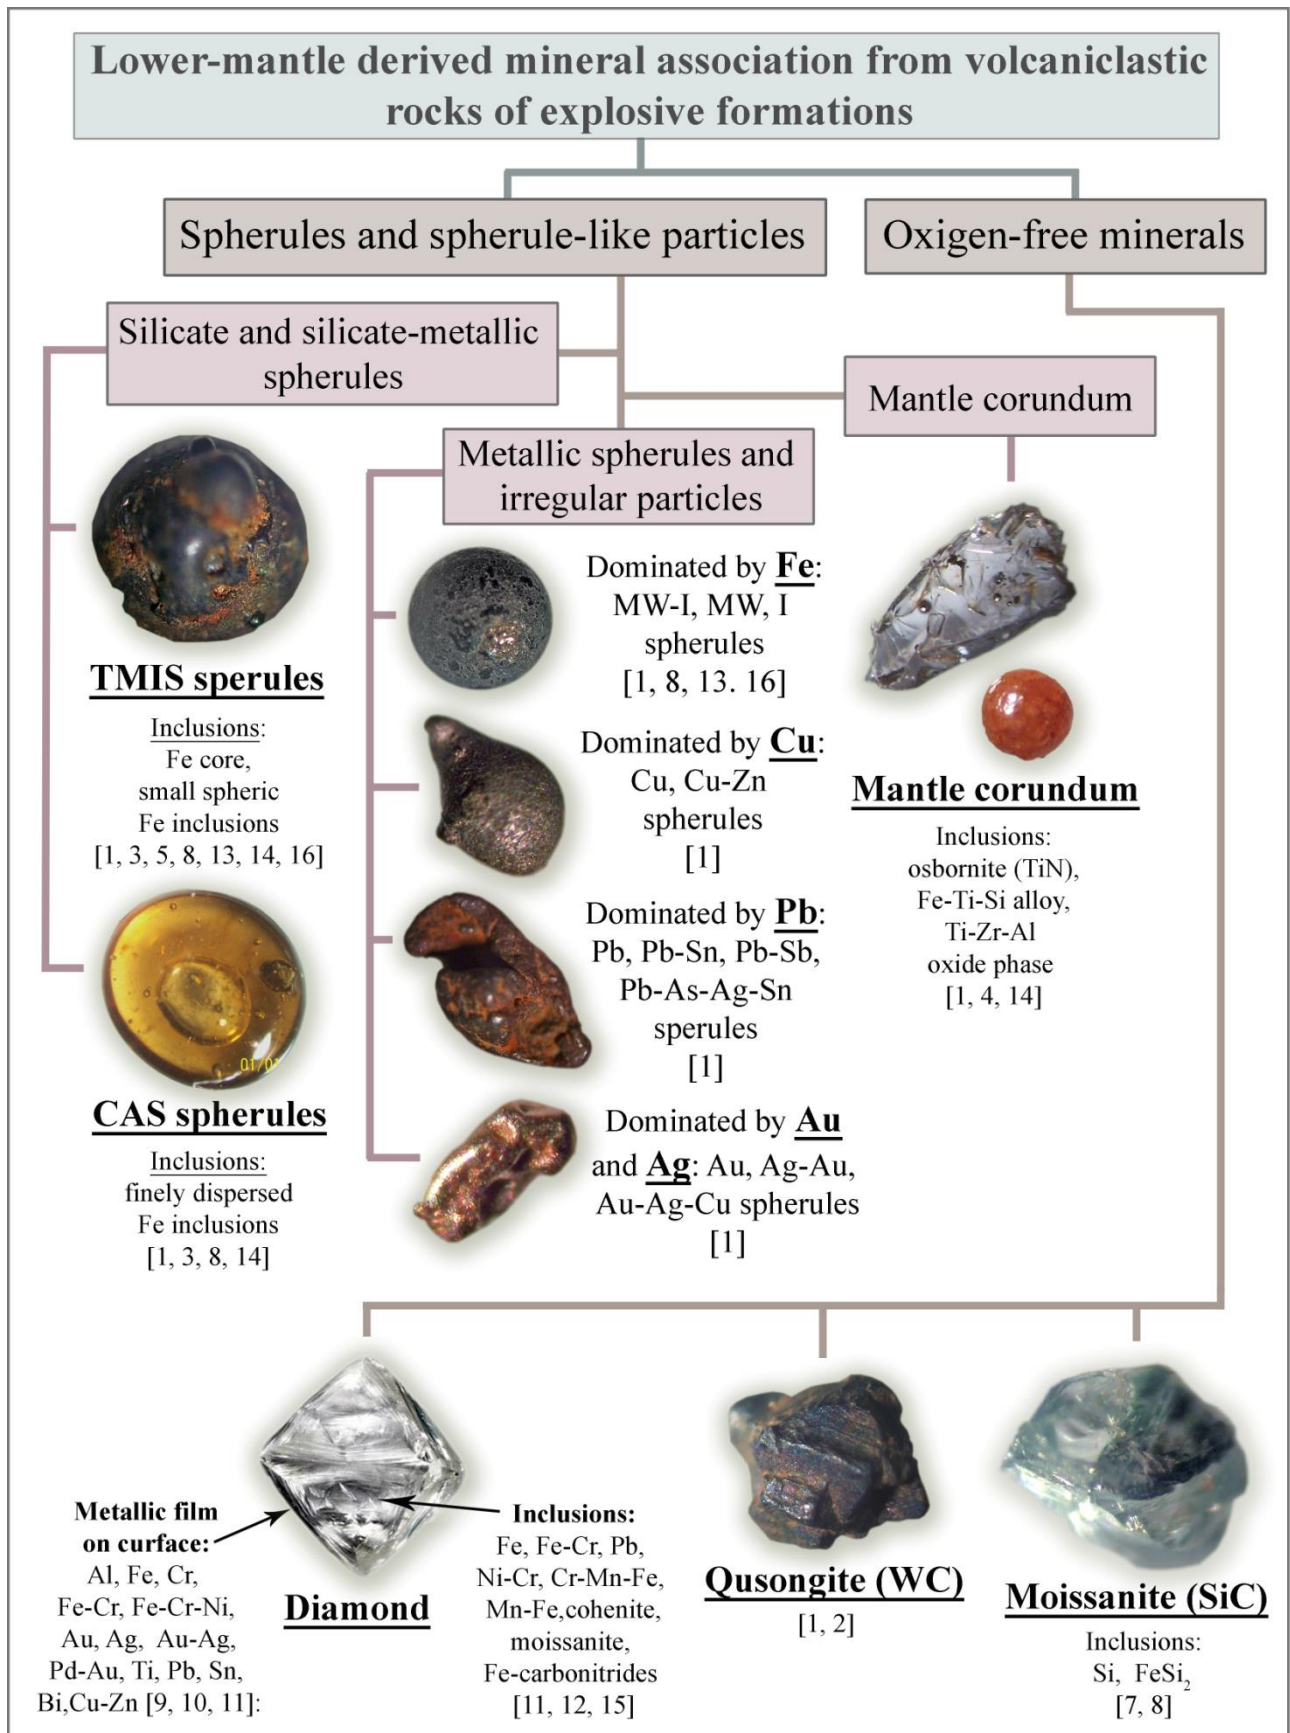 Lower-mantle derived mineral association from volcaniclastic
rocks of explosive formations
Spherules and spherule-like particles
Oxigen-free minerals
Silicate and silicate-metallic
spherules
Mantle corundum
Metallic spherules and
irregular particles
TMIS sperules
Inclusions:
Fe core,
small spheric
Fe inclusions
[1, 3, 5, 8, 13, 14, 16]
01/01
CAS spherules
Inclusions:
finely dispersed
Fe inclusions
[1, 3, 8, 14]
Dominated by Fe:
MW-I, MW, I
spherules
[1, 8, 13. 16]
Dominated by Cu:
Cu, Cu-Zn
spherules
[1]
Dominated by Pb:
Pb, Pb-Sn, Pb-Sb,
Pb-As-Ag-Sn
sperules
[1]
Dominated by Au
and Ag: Au, Ag-Au,
Au-Ag-Cu spherules
[1]
Mantle corundum
Inclusions:
osbornite (TiN),
Fe-Ti-Si alloy,
Ti-Zr-Al
oxide phase
[1, 4, 14]
Metallic film
on curface:
Al, Fe, Cr,
Fe-Cr, Fe-Cr-Ni,
Au, Ag, Au-Ag,
Pd-Au, Ti, Pb, Sn,
Bi,Cu-Zn [9, 10, 11]:
Diamond
Inclusions:
Fe, Fe-Cr, Pb,
Ni-Cr, Cr-Mn-Fe,
Mn-Fe,cohenite,
moissanite,
Fe-carbonitrides
[11, 12, 15]
Qusongite (WC)
[1, 2]
Moissanite (SiC)
Inclusions:
Si, FeSi₂
[7, 8]